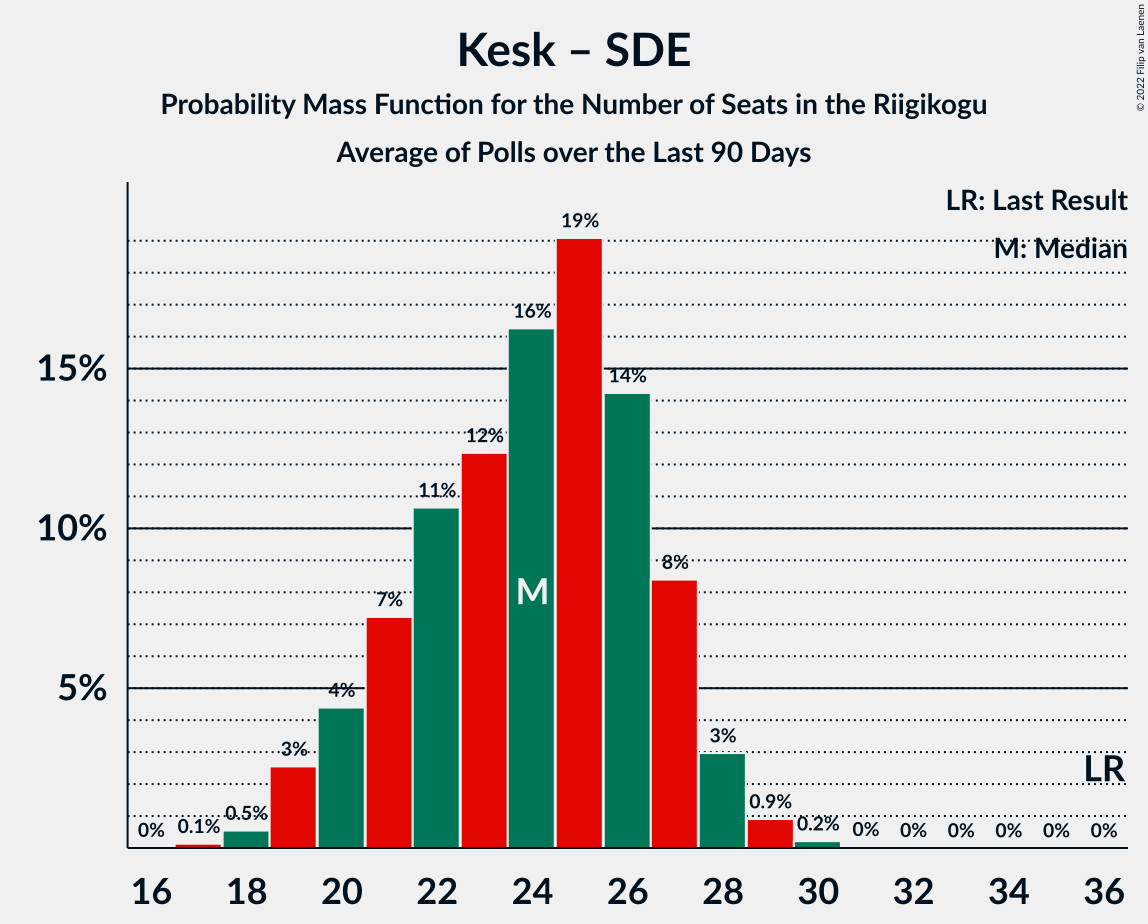 Kesk – SDE
Probability Mass Function for the Number of Seats in the Riigikogu
Average of Polls over the Last 90 Days
© 2022 Filip van Laenen
LR: Last Result
M: Median
19%
16%
15%
14%
12%
11%
10%
8%
7%
M
5%
4%
3%
3%
LR
0.9%
0.5%
0.2%
0.1%
0%
0%
0%
0%
0%
0%
0%
16 18 20 22 24 26 28 30 32 34 36